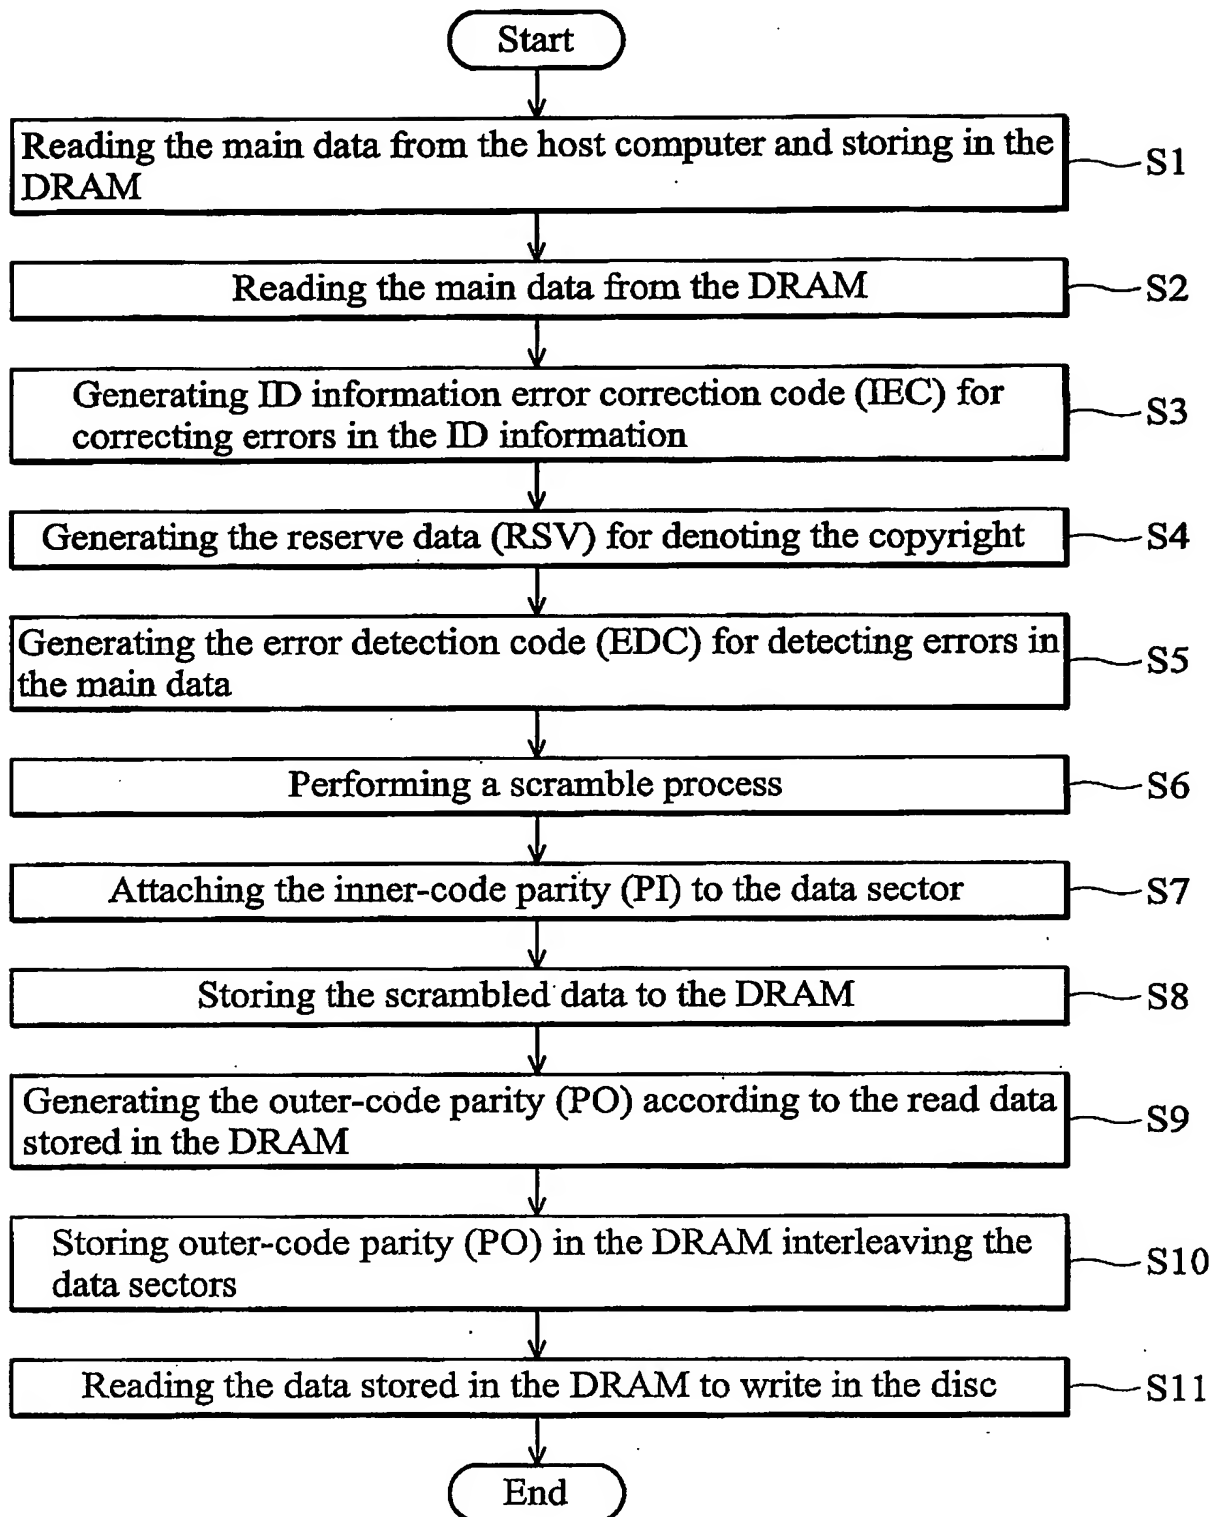 Start
Reading the main data from the host computer and storing in the
DRAM
S1
Reading the main data from the DRAM
S2
Generating ID information error correction code (IEC) for
correcting errors in the ID information
S3
Generating the reserve data (RSV) for denoting the copyright
S4
Generating the error detection code (EDC) for detecting errors in
the main data
S5
Performing a scramble process
S6
Attaching the inner-code parity (PI) to the data sector
S7
Storing the scrambled data to the DRAM
S8
Generating the outer-code parity (PO) according to the read data
stored in the DRAM
S9
Storing outer-code parity (PO) in the DRAM interleaving the
data sectors
S10
Reading the data stored in the DRAM to write in the disc
S11
End